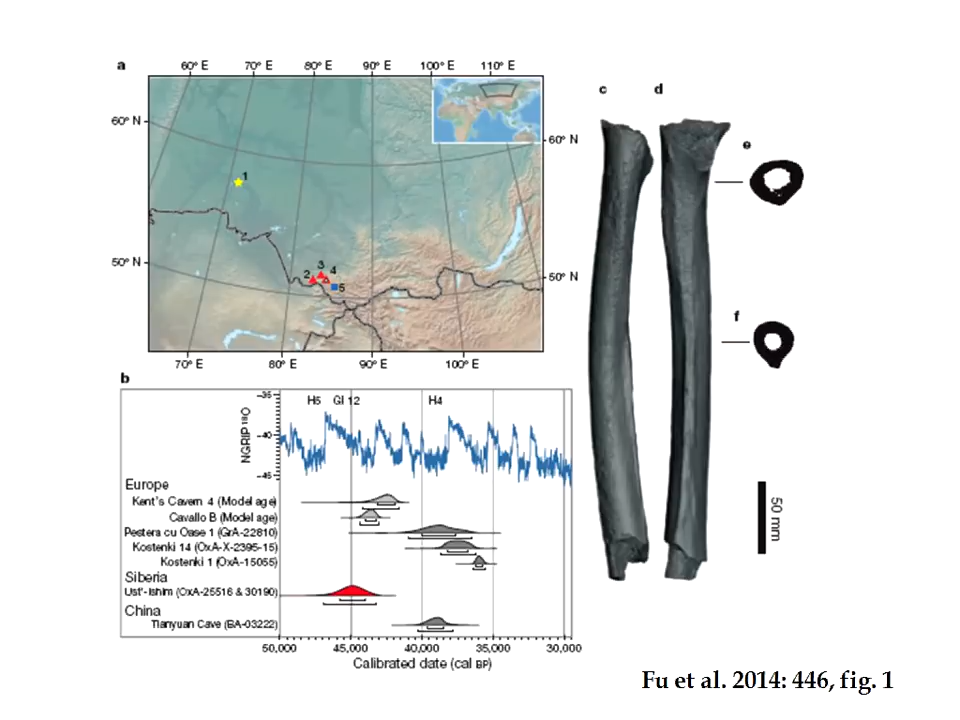 a
60° E 70° E 80° E 90° E 100° E 110° E
60° N
60° N
1
50° N
50° N
3
2 4
5
70° E 80° E 90° E 100° E
b
H5 GI 12 H4
NGRIP 18O
–35
–40
–45
Europe
Kent's Cavern 4 (Model age)
Cavallo B (Model age)
Pestera cu Oase 1 (GrA-22810)
Kostenki 14 (OxA-X-2395-15)
Kostenki 1 (OxA-15055)
Siberia
Ust'-Ishim (OxA-25516 & 30190)
China
Tianyuan Cave (BA-03222)
50,000 45,000 40,000 35,000 30,000
Calibrated date (cal BP)
c d
e
f
50 mm
Fu et al. 2014: 446, fig. 1